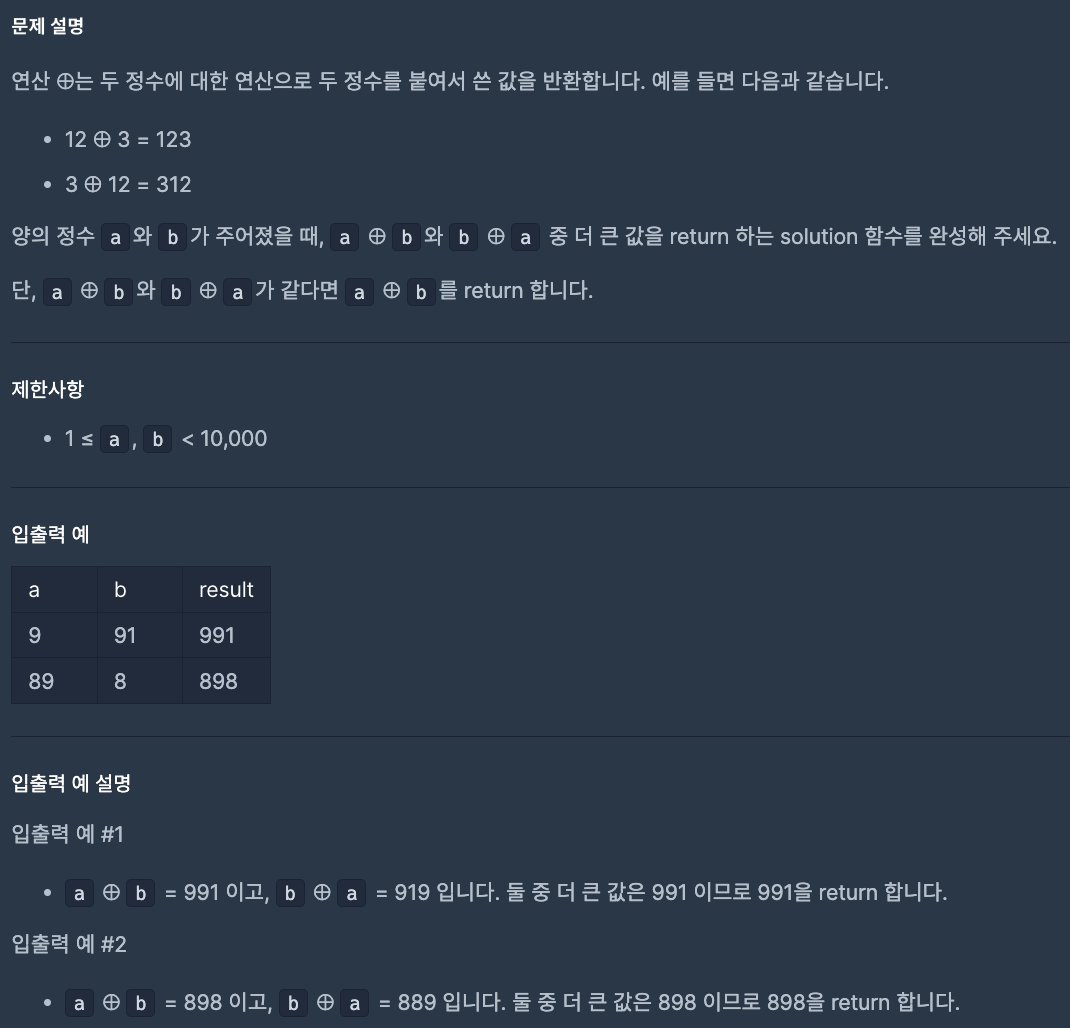 문제 설명
연산 ⊕는 두 정수에 대한 연산으로 두 정수를 붙여서 쓴 값을 반환합니다. 예를 들면 다음과 같습니다.
• 12 ⊕ 3 = 123
• 3 ⊕ 12 = 312
양의 정수 a와 b가 주어졌을 때, a ⊕ b와 b ⊕ a 중 더 큰 값을 return 하는 solution 함수를 완성해 주세요.
단, a ⊕ b와 b ⊕ a가 같다면 a ⊕ b를 return 합니다.
제한사항
• 1 ≤ a, b < 10,000
입출력 예
a b result
9 91 991
89 8 898
입출력 예 설명
입출력 예 #1
• a ⊕ b = 991 이고, b ⊕ a = 919 입니다. 둘 중 더 큰 값은 991 이므로 991을 return 합니다.
입출력 예 #2
• a ⊕ b = 898 이고, b ⊕ a = 889 입니다. 둘 중 더 큰 값은 898 이므로 898을 return 합니다.